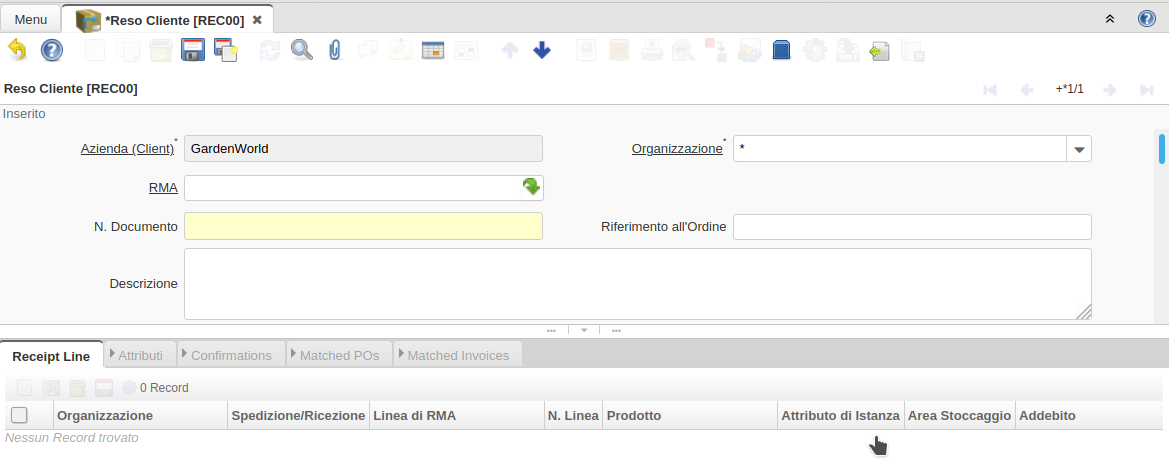 Menu
*Reso Cliente [REC00]
Reso Cliente [REC00]
+*1/1
Inserito
Azienda (Client)*
GardenWorld
Organizzazione*
*
RMA
N. Documento
Riferimento all'Ordine
Descrizione
Receipt Line
Attributi
Confirmations
Matched POs
Matched Invoices
0 Record
Organizzazione
Spedizione/Ricezione
Linea di RMA
N. Linea
Prodotto
Attributo di Istanza
Area Stoccaggio
Addebito
Nessun Record trovato